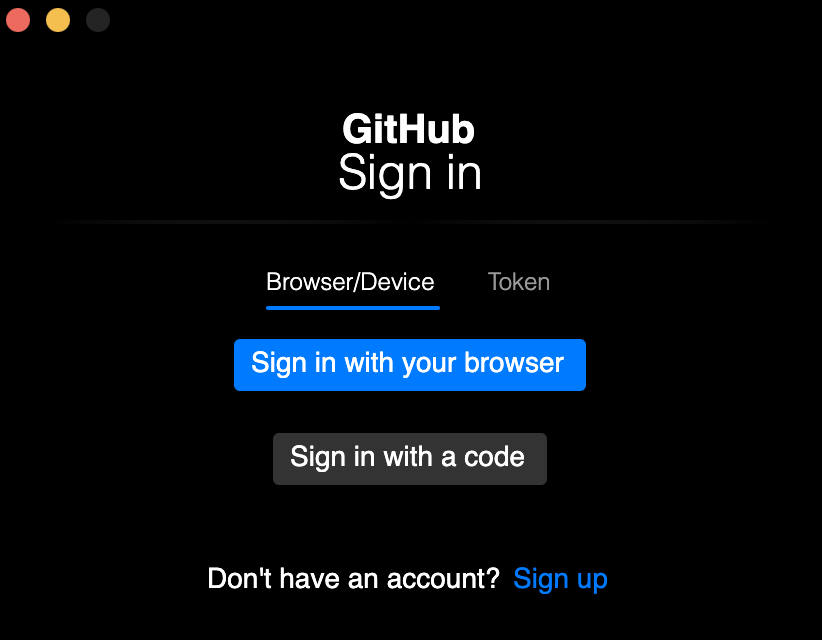 GitHub
Sign in
Browser/Device Token
Sign in with your browser
Sign in with a code
Don't have an account? Sign up